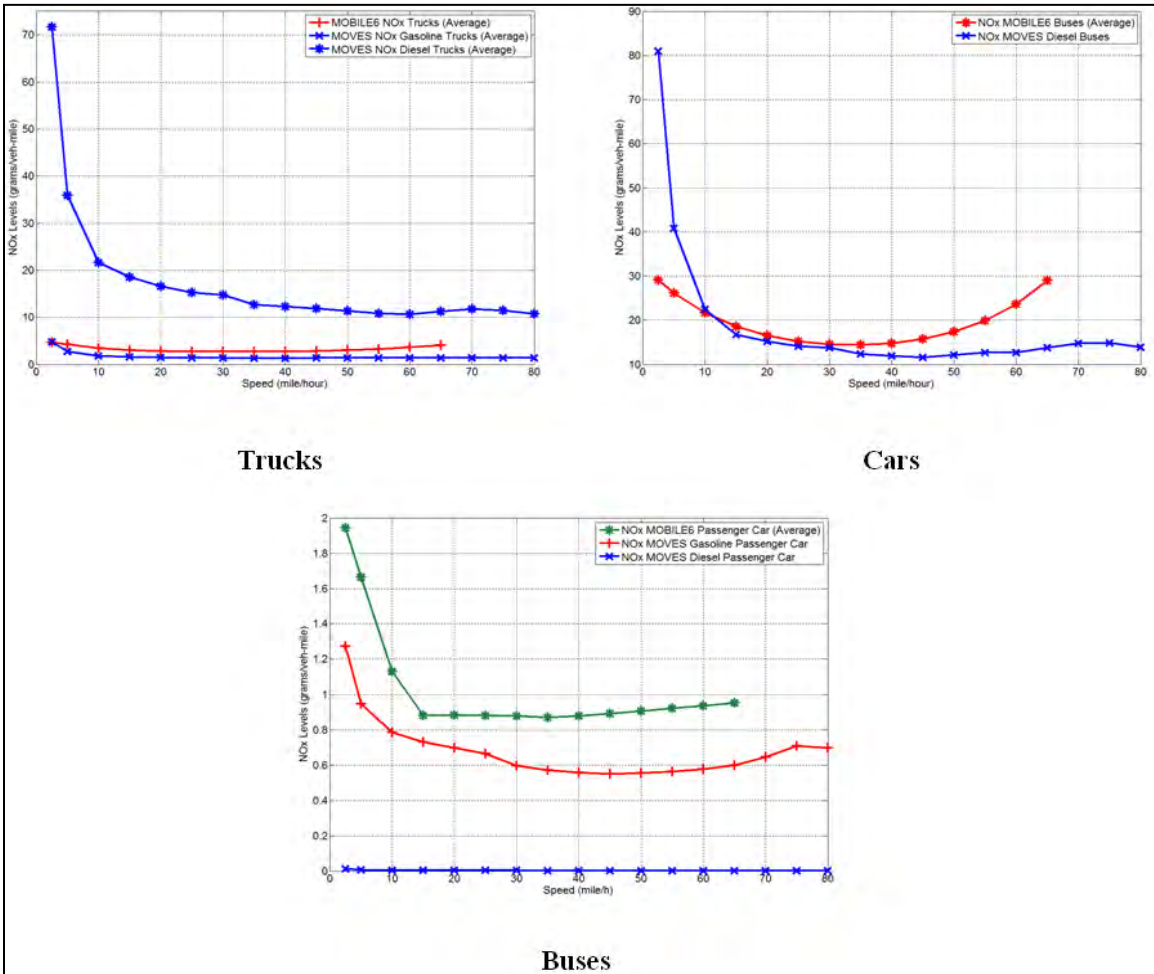 MOBILE6 NOx Trucks (Average)
MOVES NOx Gasoline Trucks (Average)
MOVES NOx Diesel Trucks (Average)
NOx Levels (grams/veh-mile)
70
60
50
40
30
20
10
0
0 10 20 30 40 50 60 70 80
Speed (mile/hour)
Trucks
NOx MOBILE6 Buses (Average)
NOx MOVES Diesel Buses
NOx Levels (grams/veh-mile)
90
80
70
60
50
40
30
20
10
0 10 20 30 40 50 60 70 80
Speed (mile/hour)
Cars
NOx MOBILE6 Passenger Car (Average)
NOx MOVES Gasoline Passenger Car
NOx MOVES Diesel Passenger Car
NOx Levels (grams/veh-mile)
2
1.8
1.6
1.4
1.2
1
0.8
0.6
0.4
0.2
0
0 10 20 30 40 50 60 70 80
Speed (mile/h)
Buses